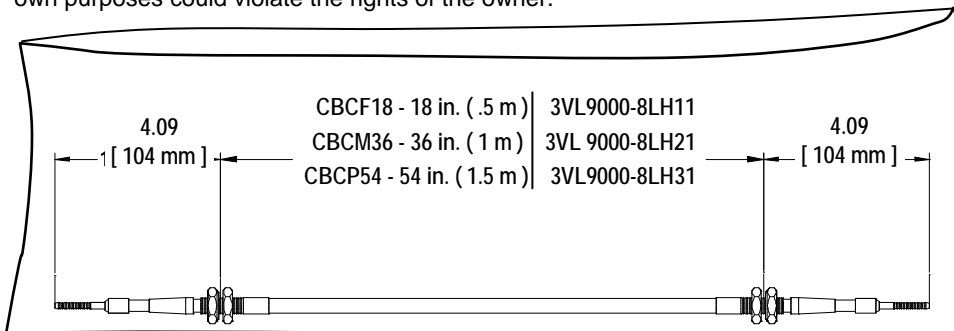 own purposes could violate the rights of the owner.
CBCF18 - 18 in. ( .5 m ) 3VL9000-8LH11
CBCM36 - 36 in. ( 1 m ) 3VL 9000-8LH21
CBCP54 - 54 in. ( 1.5 m ) 3VL9000-8LH31
4.09
[ 104 mm ]
4.09
[ 104 mm ]